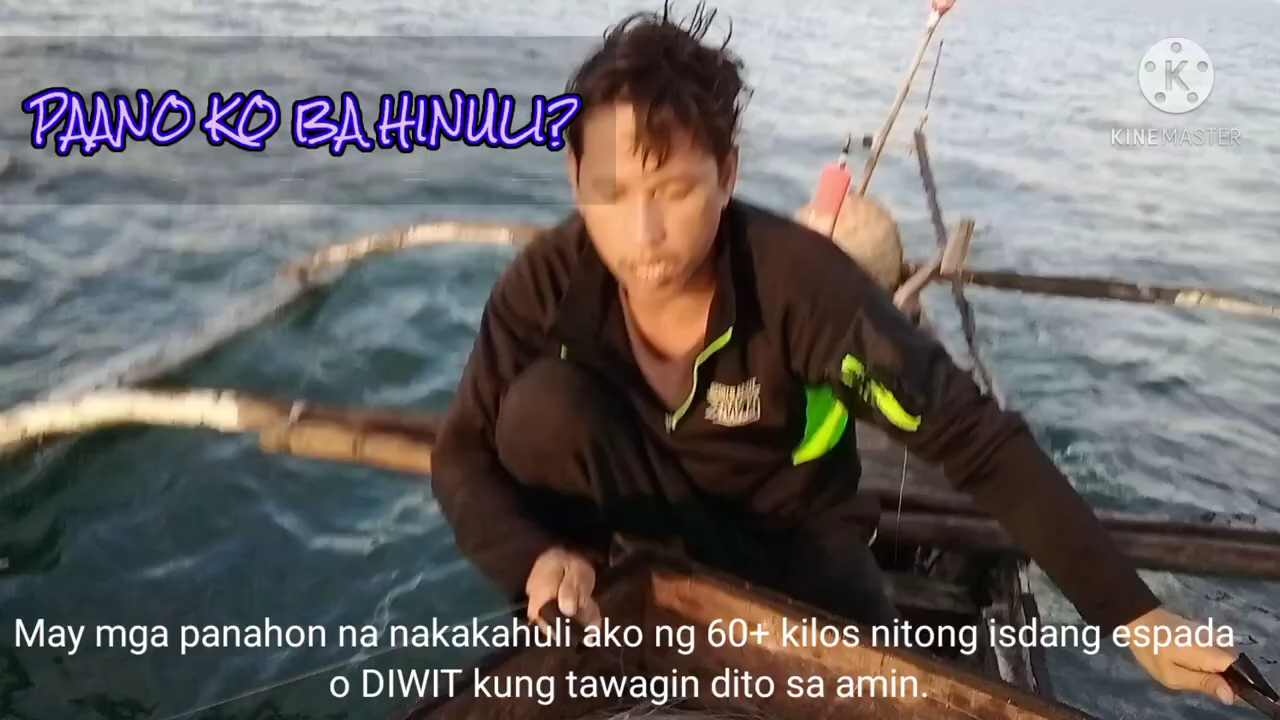 PAANO KO BA HINULI?
K
KINEMASTER
May mga panahon na nakakahuli ako ng 60+ kilos nitong isdang espada
o DIWIT kung tawagin dito sa amin.